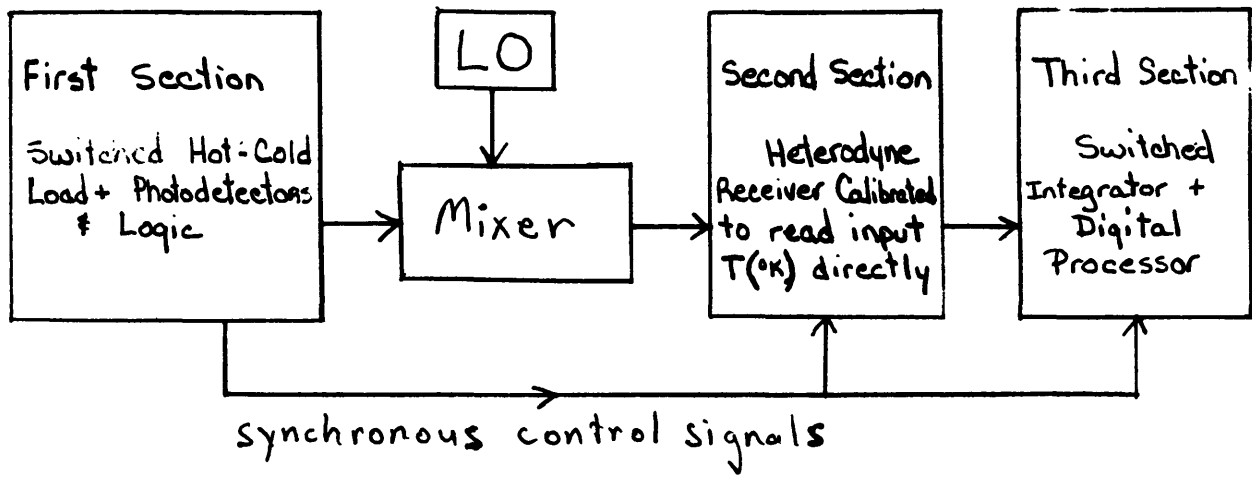 First Section
Switched Hot-Cold
Load + Photodetectors
& Logic
LO
Mixer
Second Section
Heterodyne
Receiver Calibrated
to read input
T(°K) directly
Third Section
Switched
Integrator +
Digital
Processor
synchronous control signals